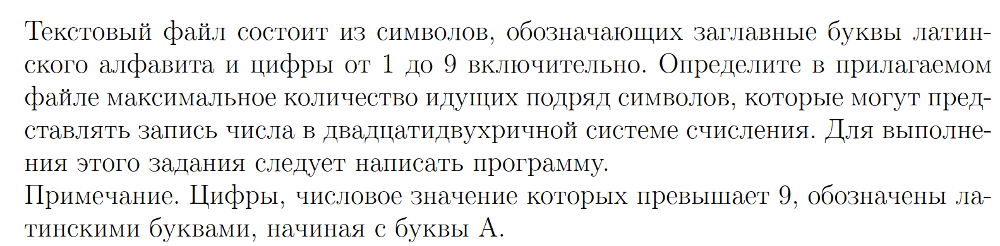 Текстовый файл состоит из символов, обозначающих заглавные буквы латин-
ского алфавита и цифры от 1 до 9 включительно. Определите в прилагаемом
файле максимальное количество идущих подряд символов, которые могут пред-
ставлять запись числа в двадцатидвухричной системе счисления. Для выполне-
ния этого задания следует написать программу.
Примечание. Цифры, числовое значение которых превышает 9, обозначены ла-
тинскими буквами, начиная с буквы A.